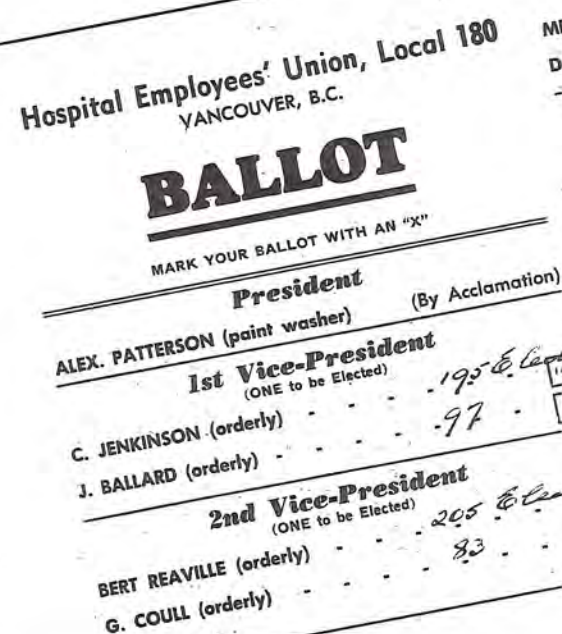 Hospital Employees' Union, Local 180
VANCOUVER, B.C.
BALLOT
MARK YOUR BALLOT WITH AN "X"
President
ALEX. PATTERSON (paint washer) (By Acclamation)
1st Vice-President
(ONE to be Elected)
C. JENKINSON (orderly) - - - - 195
J. BALLARD (orderly) - - - - 97
2nd Vice-President
(ONE to be Elected)
BERT REAVILLE (orderly) - - - 205
G. COULL (orderly) - - - - 83